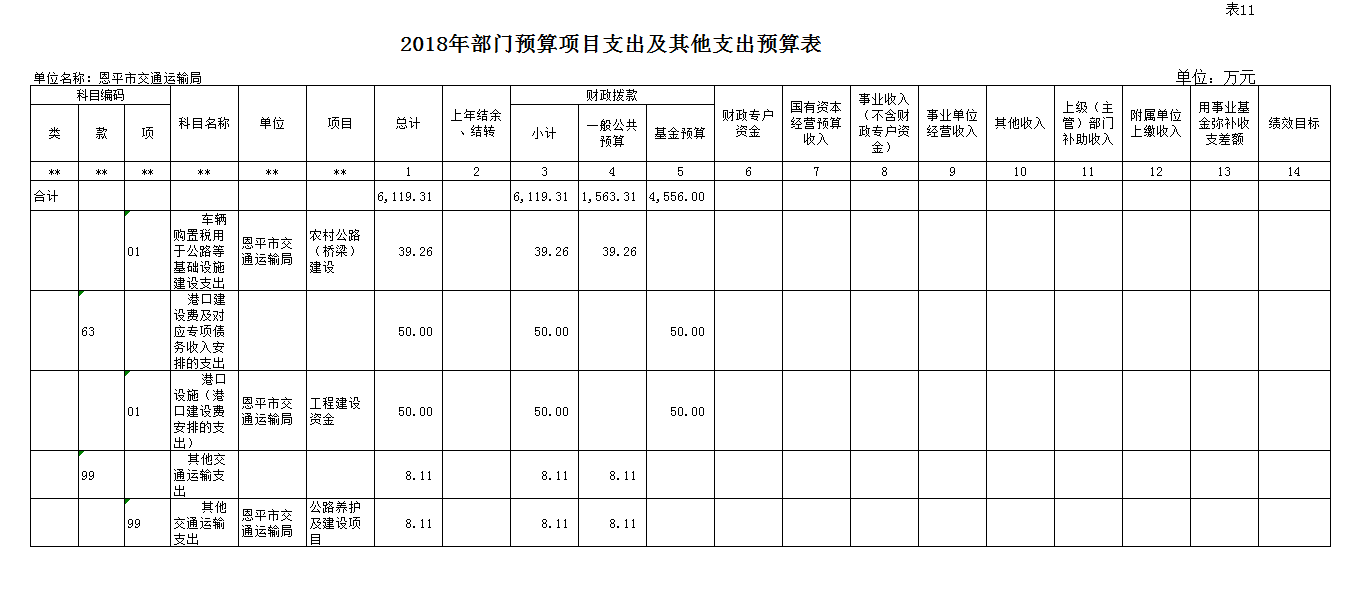 表11
2018年部门预算项目支出及其他支出预算表
单位名称：恩平市交通运输局
单位：万元
科目编码
科目名称
单位
项目
总计
上年结余
、结转
财政拨款
财政专户
资金
国有资本
经营预算
收入
事业收入
（不含财
政专户资
金）
事业单位
经营收入
其他收入
上级（主
管）部门
补助收入
附属单位
上缴收入
用事业基
金弥补收
支差额
绩效目标
类 款 项
小计
一般公共
预算
基金预算
** ** ** ** ** ** 1 2 3 4 5 6 7 8 9 10 11 12 13 14
合计 6,119.31 6,119.31 1,563.31 4,556.00
01
车辆
购置税用
于公路等
基础设施
建设支出
恩平市交
通运输局
农村公路
（桥梁）
建设
39.26 39.26 39.26
63
港口建
设费及对
应专项债
务收入安
排的支出
50.00 50.00 50.00
01
港口
设施（港
口建设费
安排的支
出）
恩平市交
通运输局
工程建设
资金
50.00 50.00 50.00
99
其他交
通运输支
出
8.11 8.11 8.11
99
其他
交通运输
支出
恩平市交
通运输局
公路养护
及建设项
目
8.11 8.11 8.11